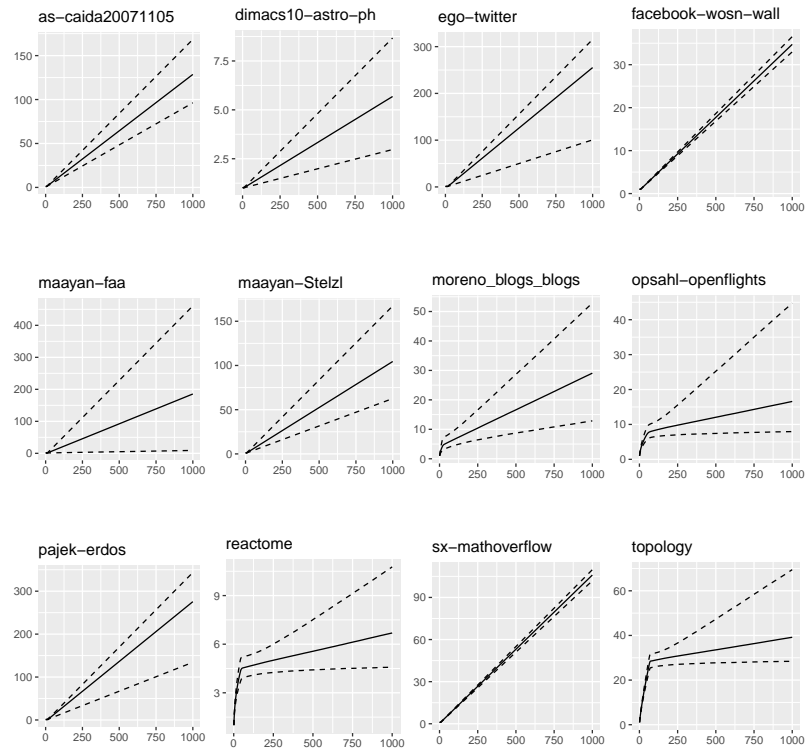 as−caida20071105
150
100
50
0
0 250 500 750 1000
dimacs10−astro−ph
7.5
5.0
2.5
0 250 500 750 1000
ego−twitter
300
200
100
0
0 250 500 750 1000
facebook−wosn−wall
30
20
10
0
0 250 500 750 1000
maayan−faa
400
300
200
100
0
0 250 500 750 1000
maayan−Stelzl
150
100
50
0
0 250 500 750 1000
moreno_blogs_blogs
50
40
30
20
10
0
0 250 500 750 1000
opsahl−openflights
40
30
20
10
0
0 250 500 750 1000
pajek−erdos
300
200
100
0
0 250 500 750 1000
reactome
9
6
3
0 250 500 750 1000
sx−mathoverflow
90
60
30
0
0 250 500 750 1000
topology
60
40
20
0
0 250 500 750 1000